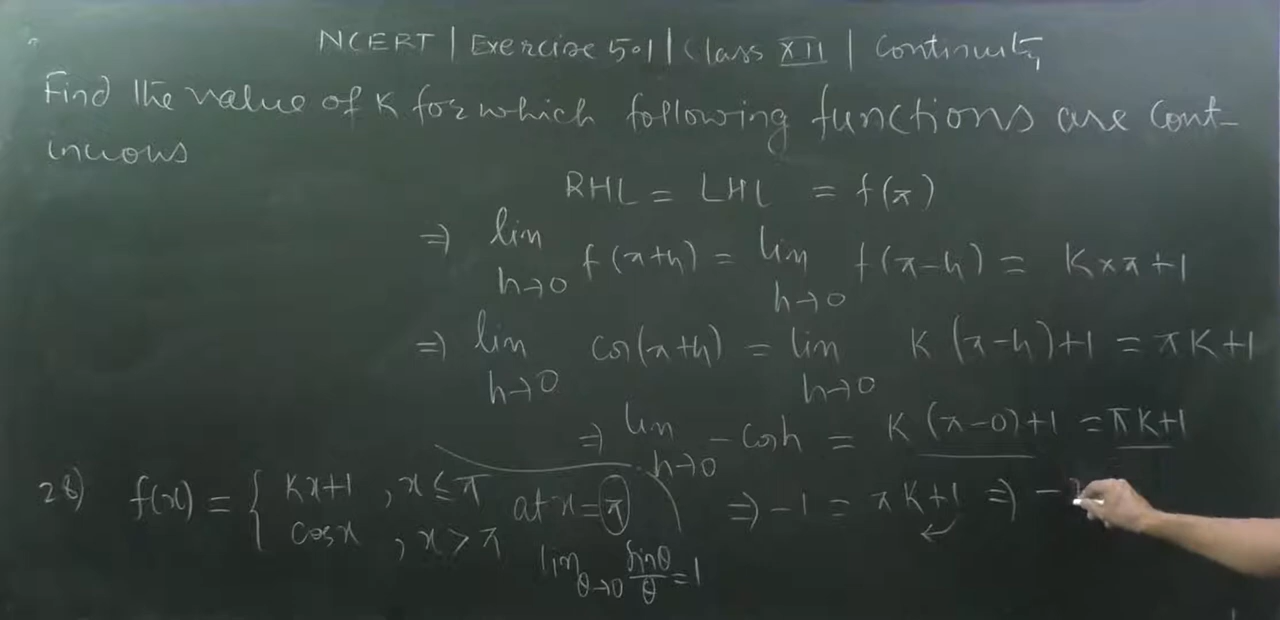 NCERT | Exercise 5.1 | Class XII | Continuity
Find the value of K for which following functions are cont-
inuous
RHL = LHL = f(π)
⇒ lim h→0 f(π+h) = lim h→0 f(π-h) = K×π+1
⇒ lim h→0 cos(π+h) = lim h→0 K(π-h)+1 = πK+1
⇒ lim h→0 -cosh = K(π-0)+1 = πK+1
28) f(x) = { Kx+1 , x≤π
cosx , x>π
at x=π
⇒ -1 = πK+1 ⇒ -
lim θ→0 sinθ/θ = 1